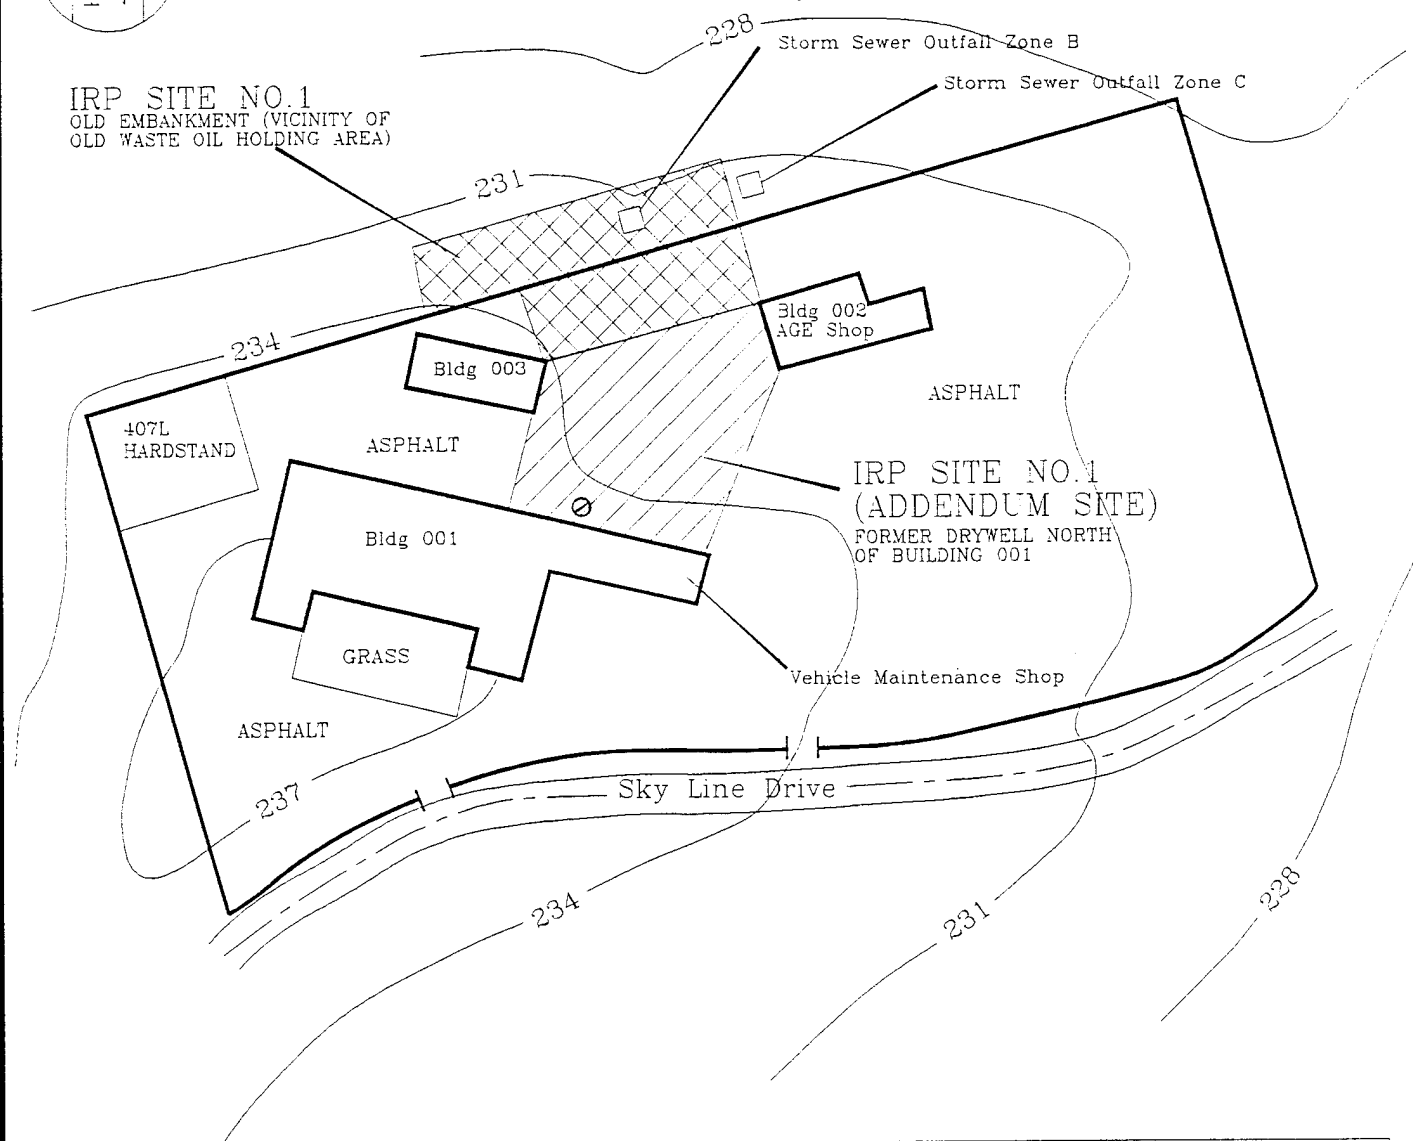 228
Storm Sewer Outfall Zone B
Storm Sewer Outfall Zone C
IRP SITE NO.1
OLD EMBANKMENT (VICINITY OF
OLD WASTE OIL HOLDING AREA)
231
234
Bldg 002
AGE Shop
Bldg 003
ASPHALT
407L
HARDSTAND
ASPHALT
IRP SITE NO.1
(ADDENDUM SITE)
FORMER DRYWELL NORTH
OF BUILDING 001
Bldg 001
GRASS
Vehicle Maintenance Shop
ASPHALT
237
Sky Line Drive
234
231
228